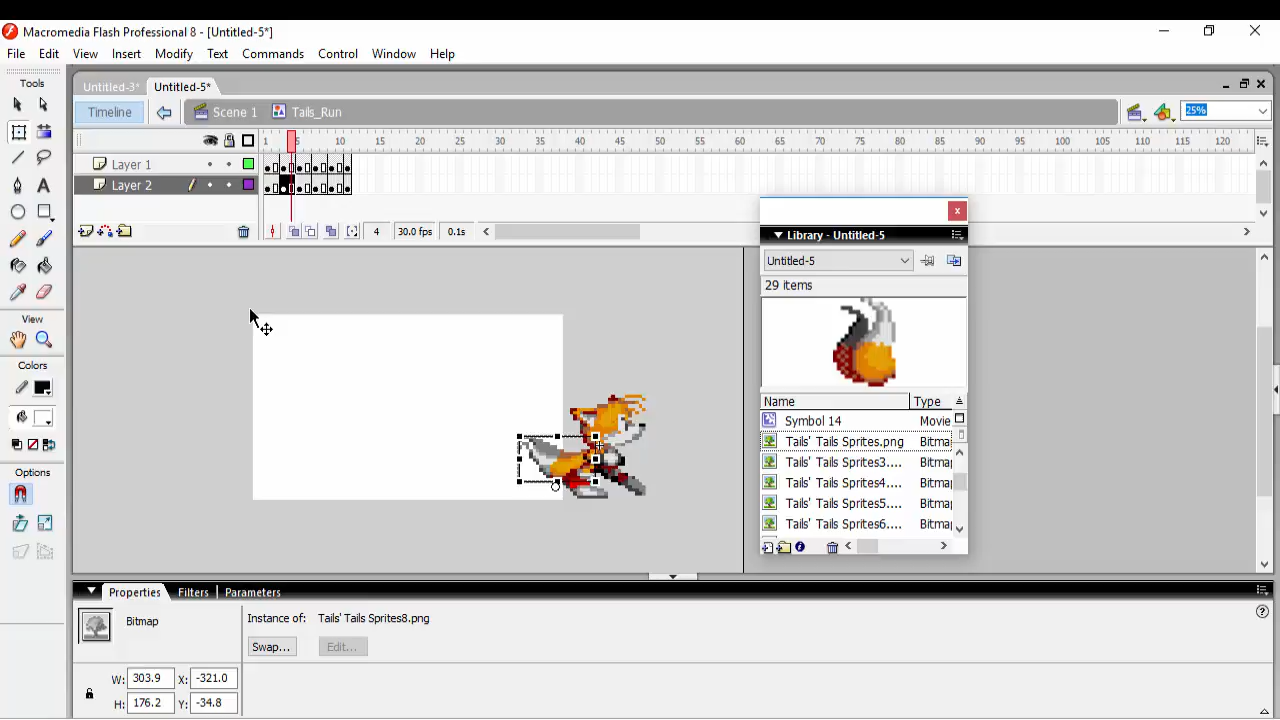 Macromedia Flash Professional 8 - [Untitled-5*]
File Edit View Insert Modify Text Commands Control Window Help
Tools
Untitled-3* Untitled-5*
Timeline Scene 1 Tails_Run 25%
1 5 10 15 20 25 30 35 40 45 50 55 60 65 70 75 80 85 90 95 100 105 110 115 120
Layer 1
Layer 2
4 30.0 fps 0.1s
Library - Untitled-5
Untitled-5
29 items
View
Colors
Options
Name Type
Symbol 14 Movie
Tails' Tails Sprites.png Bitma
Tails' Tails Sprites3.... Bitma
Tails' Tails Sprites4.... Bitma
Tails' Tails Sprites5.... Bitma
Tails' Tails Sprites6.... Bitma
Properties Filters Parameters
Bitmap
Instance of: Tails' Tails Sprites8.png
Swap... Edit...
W: 303.9 X: -321.0
H: 176.2 Y: -34.8